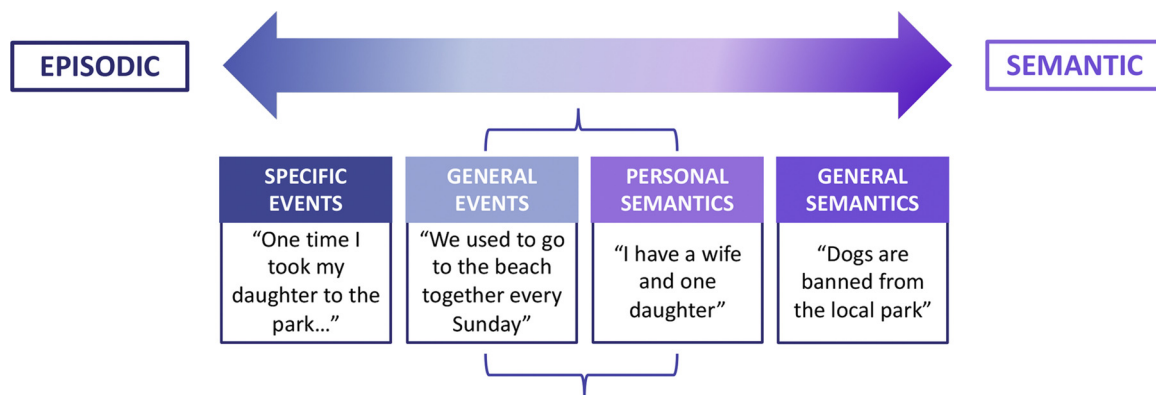 EPISODIC
SEMANTIC
SPECIFIC
EVENTS
“One time I
took my
daughter to the
park…”
GENERAL
EVENTS
“We used to go
to the beach
together every
Sunday”
PERSONAL
SEMANTICS
“I have a wife
and one
daughter”
GENERAL
SEMANTICS
“Dogs are
banned from
the local park”